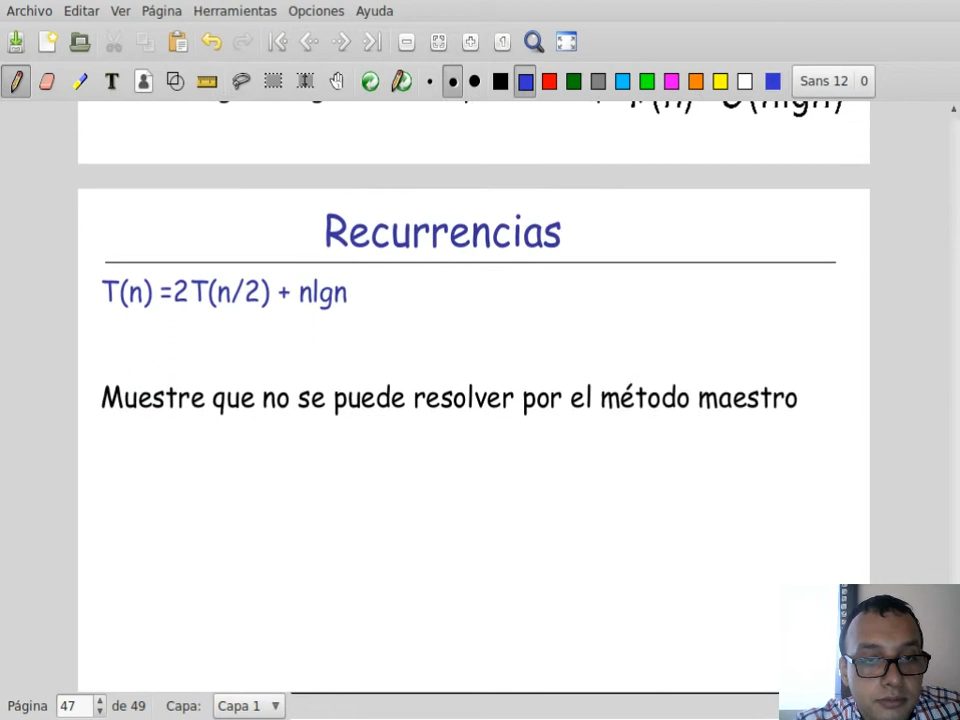 Archivo Editar Ver Página Herramientas Opciones Ayuda
T Sans 12 0
T(n) = O(nlgn)
Recurrencias
T(n) =2T(n/2) + nlgn
Muestre que no se puede resolver por el método maestro
Página 47 de 49 Capa: Capa 1